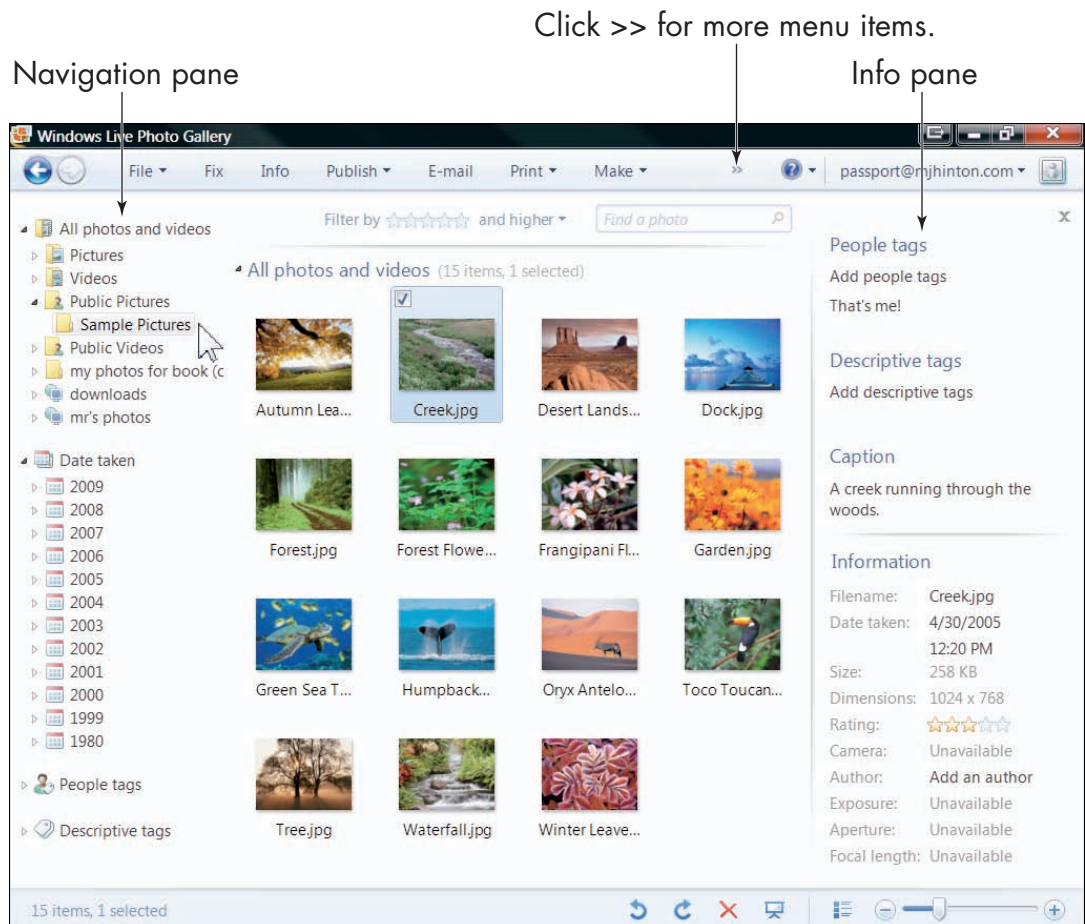 Click >> for more menu items.
Navigation pane
Info pane
Windows Live Photo Gallery
File Fix Info Publish E-mail Print Make >> passport@mjhinton.com
Filter by and higher Find a photo
All photos and videos
Pictures
Videos
Public Pictures
Sample Pictures
Public Videos
my photos for book (c
downloads
mr's photos
Date taken
2009
2008
2007
2006
2005
2004
2003
2002
2001
2000
1999
1980
People tags
Descriptive tags
All photos and videos (15 items, 1 selected)
Autumn Lea... Creek.jpg Desert Lands... Dock.jpg
Forest.jpg Forest Flowe... Frangipani Fl... Garden.jpg
Green Sea T... Humpback... Oryx Antelo... Toco Toucan...
Tree.jpg Waterfall.jpg Winter Leave...
People tags
Add people tags
That's me!
Descriptive tags
Add descriptive tags
Caption
A creek running through the
woods.
Information
Filename: Creek.jpg
Date taken: 4/30/2005
12:20 PM
Size: 258 KB
Dimensions: 1024 x 768
Rating:
Camera: Unavailable
Author: Add an author
Exposure: Unavailable
Aperture: Unavailable
Focal length: Unavailable
15 items, 1 selected